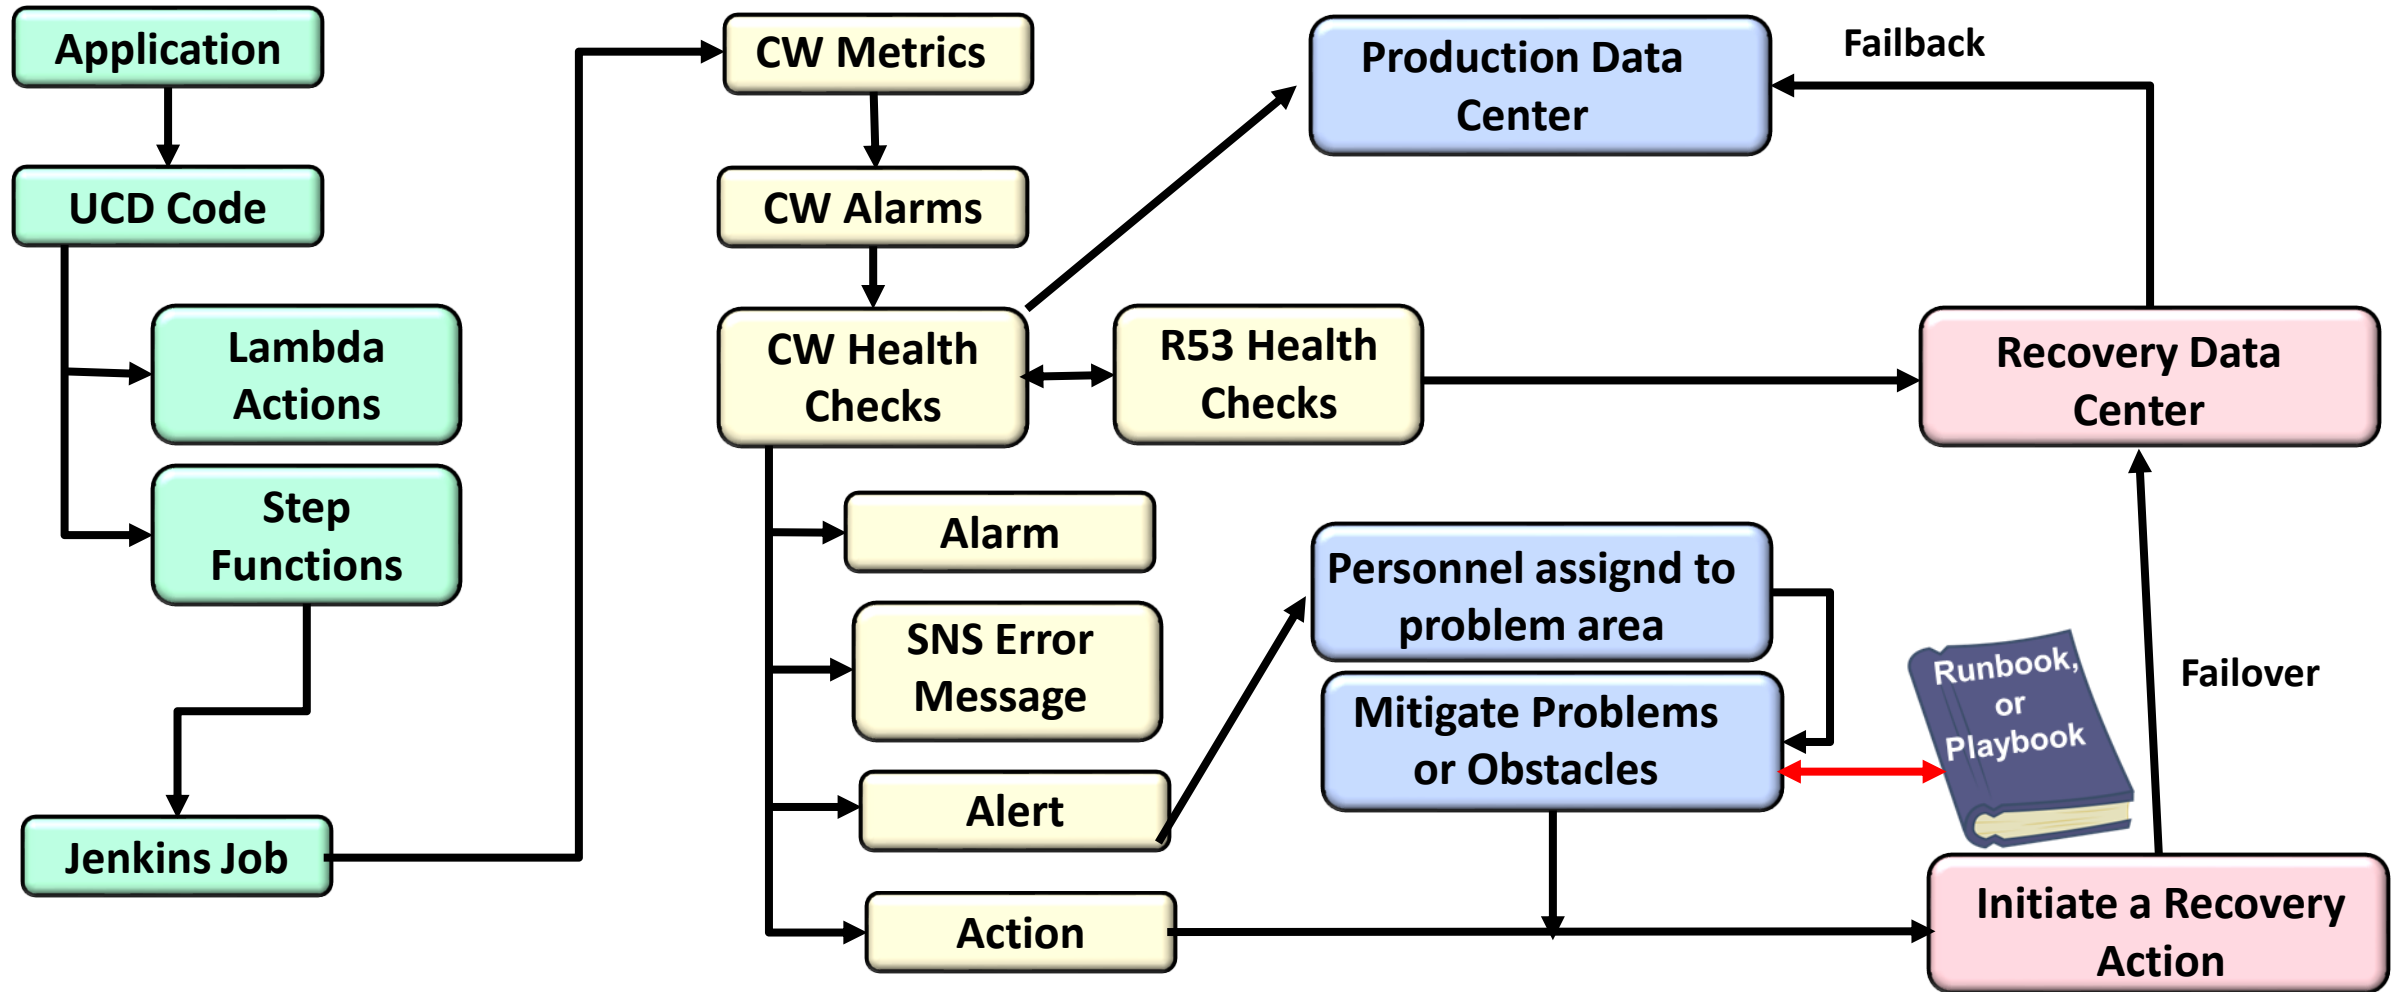 Application
UCD Code
Lambda
Actions
Step
Functions
Jenkins Job
CW Metrics
CW Alarms
CW Health
Checks
R53 Health
Checks
Alarm
SNS Error
Message
Alert
Action
Production Data
Center
Failback
Recovery Data
Center
Personnel assignd to
problem area
Mitigate Problems
or Obstacles
Runbook,
or
Playbook
Failover
Initiate a Recovery
Action